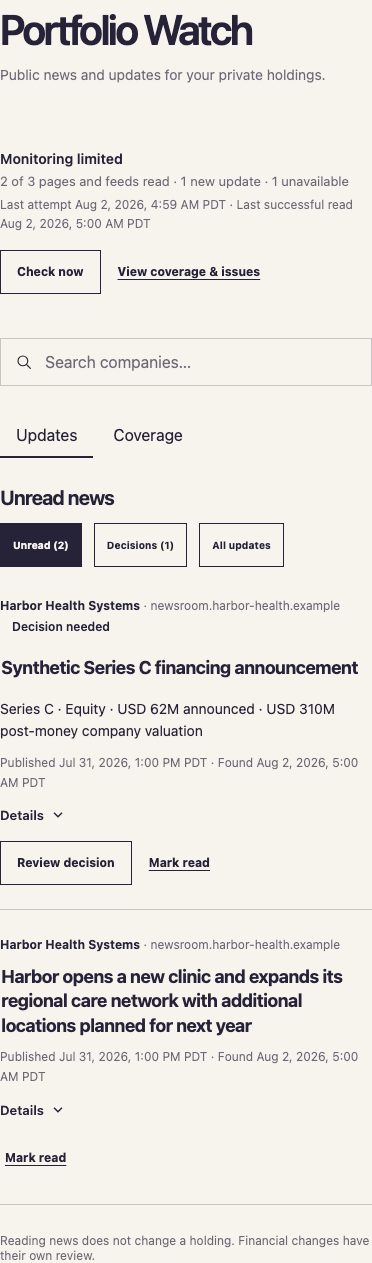 Portfolio Watch
Public news and updates for your private holdings.
Monitoring limited
2 of 3 pages and feeds read · 1 new update · 1 unavailable
Last attempt Aug 2, 2026, 4:59 AM PDT · Last successful read
Aug 2, 2026, 5:00 AM PDT
Check now View coverage & issues
Search companies...
Updates Coverage
Unread news
Unread (2) Decisions (1) All updates
Harbor Health Systems · newsroom.harbor-health.example
Decision needed
Synthetic Series C financing announcement
Series C · Equity · USD 62M announced · USD 310M
post-money company valuation
Published Jul 31, 2026, 1:00 PM PDT · Found Aug 2, 2026, 5:00
AM PDT
Details
Review decision Mark read
Harbor Health Systems · newsroom.harbor-health.example
Harbor opens a new clinic and expands its
regional care network with additional
locations planned for next year
Published Jul 31, 2026, 1:00 PM PDT · Found Aug 2, 2026, 5:00
AM PDT
Details
Mark read
Reading news does not change a holding. Financial changes have
their own review.